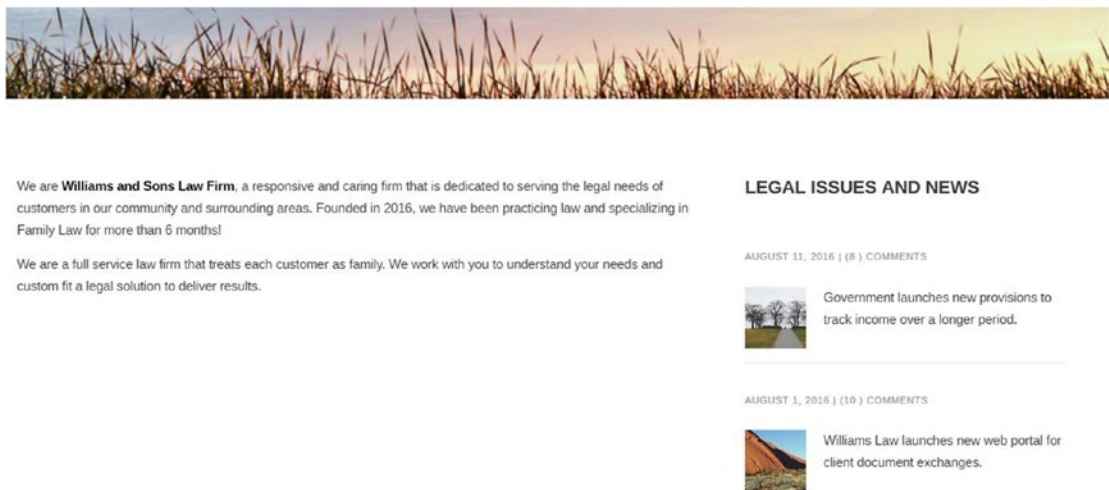 We are Williams and Sons Law Firm, a responsive and caring firm that is dedicated to serving the legal needs of
customers in our community and surrounding areas. Founded in 2016, we have been practicing law and specializing in
Family Law for more than 6 months!
We are a full service law firm that treats each customer as family. We work with you to understand your needs and
custom fit a legal solution to deliver results.
LEGAL ISSUES AND NEWS
AUGUST 11, 2016 | (8 ) COMMENTS
Government launches new provisions to
track income over a longer period.
AUGUST 1, 2016 | (10 ) COMMENTS
Williams Law launches new web portal for
client document exchanges.